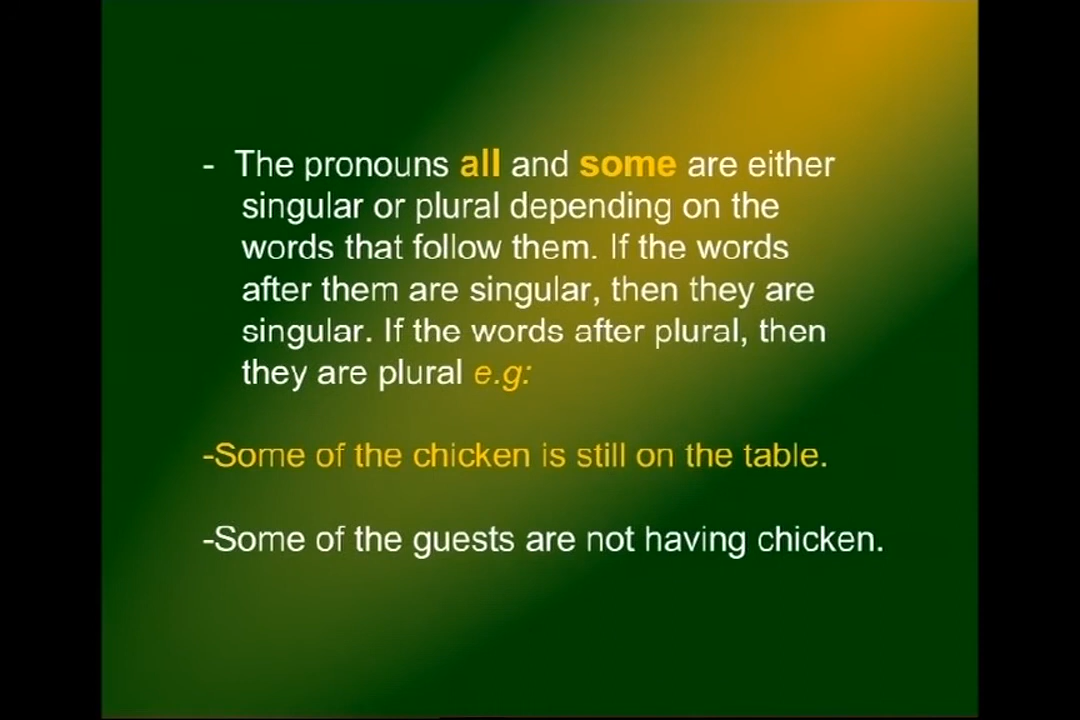 - The pronouns all and some are either
singular or plural depending on the
words that follow them. If the words
after them are singular, then they are
singular. If the words after plural, then
they are plural e.g:
-Some of the chicken is still on the table.
-Some of the guests are not having chicken.